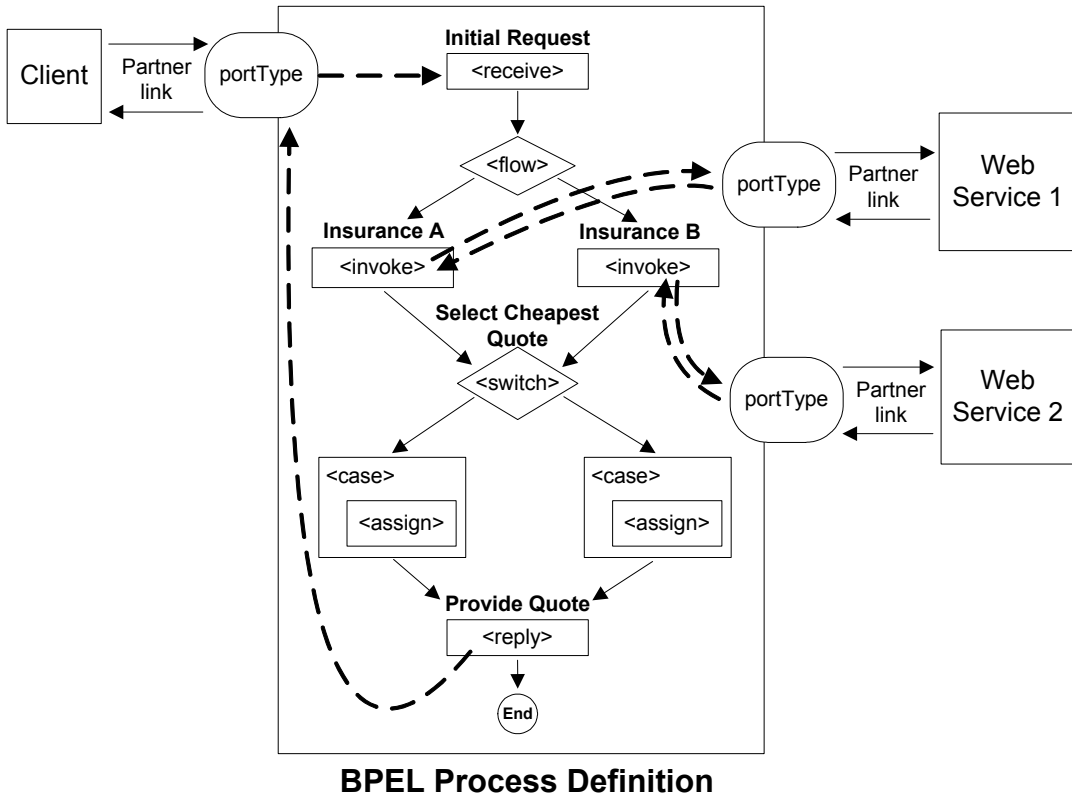 Initial Request
<receive>
Client
Partner
link
portType
<flow>
portType
Partner
link
Web
Service 1
Insurance A
<invoke>
Insurance B
<invoke>
Select Cheapest
Quote
<switch>
portType
Partner
link
Web
Service 2
<case>
<assign>
<case>
<assign>
Provide Quote
<reply>
End
BPEL Process Definition